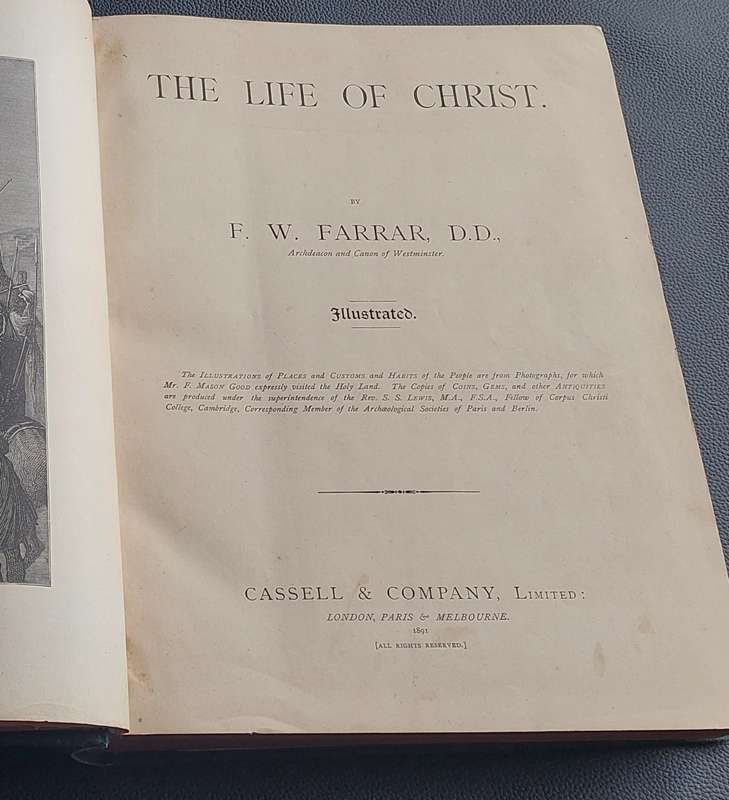 THE LIFE OF CHRIST.
BY
F. W. FARRAR, D.D.,
Archdeacon and Canon of Westminster.
Illustrated.
The ILLUSTRATIONS of PLACES and CUSTOMS and HABITS of the People are from Photographs, for which
Mr. F. MASON GOOD expressly visited the Holy Land. The Copies of COINS, GEMS, and other ANTIQUITIES
are produced under the superintendence of the REV. S. S. LEWIS, M.A., F.S.A., Fellow of Corpus Christi
College, Cambridge, Corresponding Member of the Archæological Societies of Paris and Berlin.
CASSELL & COMPANY, LIMITED:
LONDON, PARIS & MELBOURNE.
1891
[ALL RIGHTS RESERVED.]